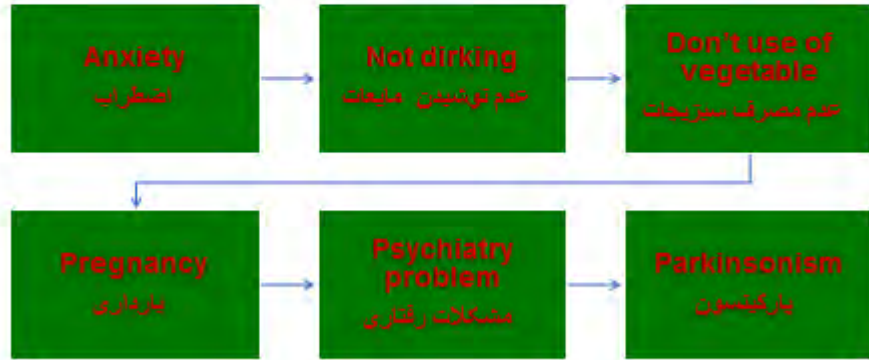 Anxiety
اضطراب
Not dirking
عدم نوشیدن مایعات
Don't use of
vegetable
عدم مصرف سبزیجات
Pregnancy
بارداری
Psychiatry
problem
مشکلات رفتاری
Parkinsonism
پارکینسون